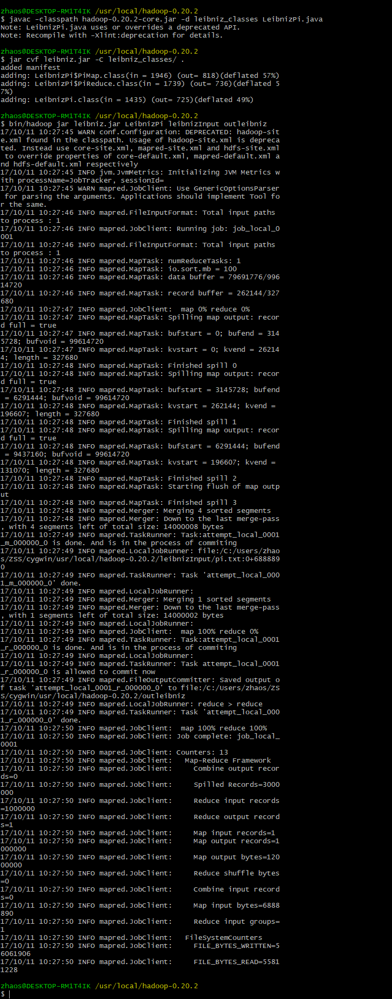 zhaos@DESKTOP-RM1T4IK /usr/local/hadoop-0.20.2
$ javac -classpath hadoop-0.20.2-core.jar -d leibniz_classes LeibnizPi.java
Note: LeibnizPi.java uses or overrides a deprecated API.
Note: Recompile with -Xlint:deprecation for details.
zhaos@DESKTOP-RM1T4IK /usr/local/hadoop-0.20.2
$ jar cvf leibniz.jar -C leibniz_classes/ .
added manifest
adding: LeibnizPi$PiMap.class(in = 1946) (out= 818)(deflated 57%)
adding: LeibnizPi$PiReduce.class(in = 1739) (out= 736)(deflated 5
7%)
adding: LeibnizPi.class(in = 1435) (out= 725)(deflated 49%)
zhaos@DESKTOP-RM1T4IK /usr/local/hadoop-0.20.2
$ bin/hadoop jar leibniz.jar LeibnizPi leibnizInput outleibniz
17/10/11 10:27:45 WARN conf.Configuration: DEPRECATED: hadoop-sit
e.xml found in the classpath. Usage of hadoop-site.xml is depreca
ted. Instead use core-site.xml, mapred-site.xml and hdfs-site.xml
 to override properties of core-default.xml, mapred-default.xml a
nd hdfs-default.xml respectively
17/10/11 10:27:45 INFO jvm.JvmMetrics: Initializing JVM Metrics w
ith processName=JobTracker, sessionId=
17/10/11 10:27:45 WARN mapred.JobClient: Use GenericOptionsParser
 for parsing the arguments. Applications should implement Tool fo
r the same.
17/10/11 10:27:46 INFO mapred.FileInputFormat: Total input paths
to process : 1
17/10/11 10:27:46 INFO mapred.JobClient: Running job: job_local_0
001
17/10/11 10:27:46 INFO mapred.FileInputFormat: Total input paths
to process : 1
17/10/11 10:27:46 INFO mapred.MapTask: numReduceTasks: 1
17/10/11 10:27:46 INFO mapred.MapTask: io.sort.mb = 100
17/10/11 10:27:46 INFO mapred.MapTask: data buffer = 79691776/996
14720
17/10/11 10:27:46 INFO mapred.MapTask: record buffer = 262144/327
680
17/10/11 10:27:47 INFO mapred.JobClient:  map 0% reduce 0%
17/10/11 10:27:47 INFO mapred.MapTask: Spilling map output: recor
d full = true
17/10/11 10:27:47 INFO mapred.MapTask: bufstart = 0; bufend = 314
5728; bufvoid = 99614720
17/10/11 10:27:47 INFO mapred.MapTask: kvstart = 0; kvend = 26214
4; length = 327680
17/10/11 10:27:48 INFO mapred.MapTask: Finished spill 0
17/10/11 10:27:48 INFO mapred.MapTask: Spilling map output: recor
d full = true
17/10/11 10:27:48 INFO mapred.MapTask: bufstart = 3145728; bufend
 = 6291444; bufvoid = 99614720
17/10/11 10:27:48 INFO mapred.MapTask: kvstart = 262144; kvend =
196607; length = 327680
17/10/11 10:27:48 INFO mapred.MapTask: Finished spill 1
17/10/11 10:27:48 INFO mapred.MapTask: Spilling map output: recor
d full = true
17/10/11 10:27:48 INFO mapred.MapTask: bufstart = 6291444; bufend
 = 9437160; bufvoid = 99614720
17/10/11 10:27:48 INFO mapred.MapTask: kvstart = 196607; kvend =
131070; length = 327680
17/10/11 10:27:48 INFO mapred.MapTask: Finished spill 2
17/10/11 10:27:48 INFO mapred.MapTask: Starting flush of map outp
ut
17/10/11 10:27:48 INFO mapred.MapTask: Finished spill 3
17/10/11 10:27:48 INFO mapred.Merger: Merging 4 sorted segments
17/10/11 10:27:48 INFO mapred.Merger: Down to the last merge-pass
, with 4 segments left of total size: 14000008 bytes
17/10/11 10:27:49 INFO mapred.TaskRunner: Task:attempt_local_0001
_m_000000_0 is done. And is in the process of commiting
17/10/11 10:27:49 INFO mapred.LocalJobRunner: file:/C:/Users/zhao
s/ZSS/cygwin/usr/local/hadoop-0.20.2/leibnizInput/pi.txt:0+688889
0
17/10/11 10:27:49 INFO mapred.TaskRunner: Task 'attempt_local_000
1_m_000000_0' done.
17/10/11 10:27:49 INFO mapred.LocalJobRunner:
17/10/11 10:27:49 INFO mapred.Merger: Merging 1 sorted segments
17/10/11 10:27:49 INFO mapred.Merger: Down to the last merge-pass
, with 1 segments left of total size: 14000002 bytes
17/10/11 10:27:49 INFO mapred.LocalJobRunner:
17/10/11 10:27:49 INFO mapred.JobClient:  map 100% reduce 0%
17/10/11 10:27:49 INFO mapred.TaskRunner: Task:attempt_local_0001
_r_000000_0 is done. And is in the process of commiting
17/10/11 10:27:49 INFO mapred.LocalJobRunner:
17/10/11 10:27:49 INFO mapred.TaskRunner: Task attempt_local_0001
_r_000000_0 is allowed to commit now
17/10/11 10:27:49 INFO mapred.FileOutputCommitter: Saved output o
f task 'attempt_local_0001_r_000000_0' to file:/C:/Users/zhaos/ZS
S/cygwin/usr/local/hadoop-0.20.2/outleibniz
17/10/11 10:27:49 INFO mapred.LocalJobRunner: reduce > reduce
17/10/11 10:27:49 INFO mapred.TaskRunner: Task 'attempt_local_000
1_r_000000_0' done.
17/10/11 10:27:50 INFO mapred.JobClient:  map 100% reduce 100%
17/10/11 10:27:50 INFO mapred.JobClient: Job complete: job_local_
0001
17/10/11 10:27:50 INFO mapred.JobClient: Counters: 13
17/10/11 10:27:50 INFO mapred.JobClient:   Map-Reduce Framework
17/10/11 10:27:50 INFO mapred.JobClient:     Combine output recor
ds=0
17/10/11 10:27:50 INFO mapred.JobClient:     Spilled Records=3000
000
17/10/11 10:27:50 INFO mapred.JobClient:     Reduce input records
=1000000
17/10/11 10:27:50 INFO mapred.JobClient:     Reduce output record
s=1
17/10/11 10:27:50 INFO mapred.JobClient:     Map input records=1
17/10/11 10:27:50 INFO mapred.JobClient:     Map output records=1
000000
17/10/11 10:27:50 INFO mapred.JobClient:     Map output bytes=120
00000
17/10/11 10:27:50 INFO mapred.JobClient:     Reduce shuffle bytes
=0
17/10/11 10:27:50 INFO mapred.JobClient:     Combine input record
s=0
17/10/11 10:27:50 INFO mapred.JobClient:     Map input bytes=6888
890
17/10/11 10:27:50 INFO mapred.JobClient:     Reduce input groups=
1
17/10/11 10:27:50 INFO mapred.JobClient:   FileSystemCounters
17/10/11 10:27:50 INFO mapred.JobClient:     FILE_BYTES_WRITTEN=5
6061906
17/10/11 10:27:50 INFO mapred.JobClient:     FILE_BYTES_READ=5581
1228
zhaos@DESKTOP-RM1T4IK /usr/local/hadoop-0.20.2
$